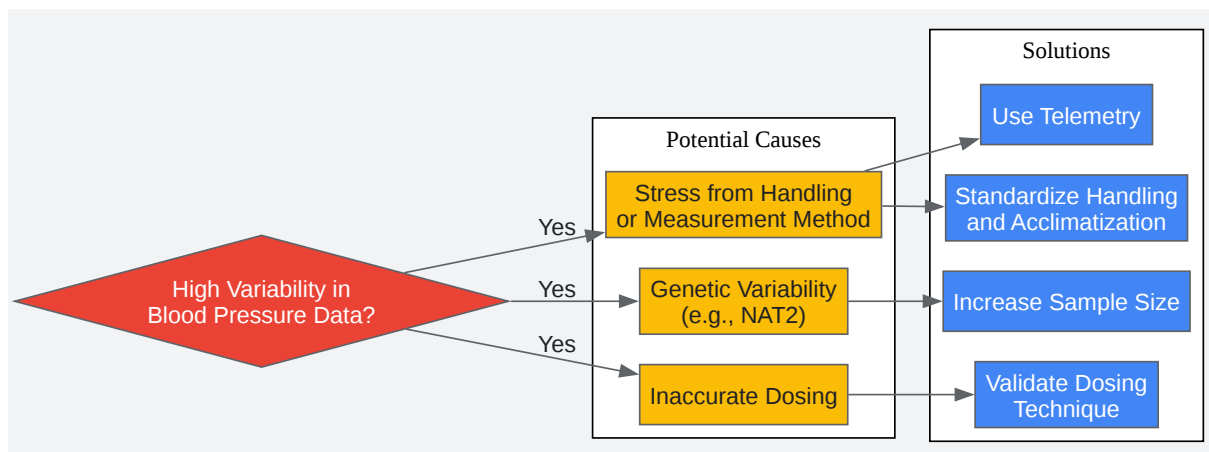 High Variability in
Blood Pressure Data?
Yes
Yes
Yes
Potential Causes
Stress from Handling
or Measurement Method
Genetic Variability
(e.g., NAT2)
Inaccurate Dosing
Solutions
Use Telemetry
Standardize Handling
and Acclimatization
Increase Sample Size
Validate Dosing
Technique